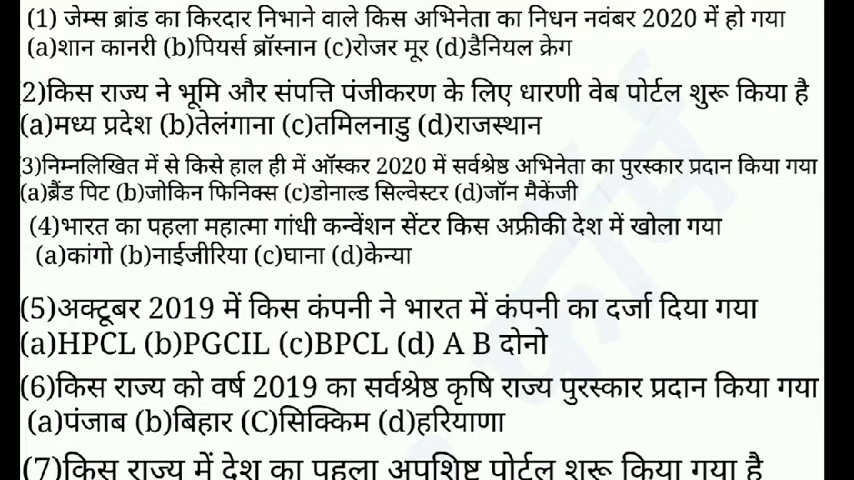 (1) जेम्स ब्रांड का किरदार निभाने वाले किस अभिनेता का निधन नवंबर 2020 में हो गया
(a)शान कानरी (b)पियर्स ब्रॉस्नान (c)रोजर मूर (d)डैनियल क्रेग
2)किस राज्य ने भूमि और संपत्ति पंजीकरण के लिए धारणी वेब पोर्टल शुरू किया है
(a)मध्य प्रदेश (b)तेलंगाना (c)तमिलनाडु (d)राजस्थान
3)निम्नलिखित में से किसे हाल ही में ऑस्कर 2020 में सर्वश्रेष्ठ अभिनेता का पुरस्कार प्रदान किया गया
(a)ब्रैंड पिट (b)जोकिन फिनिक्स (c)डोनाल्ड सिल्वेस्टर (d)जॉन मैकेंजी
(4)भारत का पहला महात्मा गांधी कन्वेंशन सेंटर किस अफ्रीकी देश में खोला गया
(a)कांगो (b)नाईजीरिया (c)घाना (d)केन्या
(5)अक्टूबर 2019 में किस कंपनी ने भारत में कंपनी का दर्जा दिया गया
(a)HPCL (b)PGCIL (c)BPCL (d) A B दोनो
(6)किस राज्य को वर्ष 2019 का सर्वश्रेष्ठ कृषि राज्य पुरस्कार प्रदान किया गया
(a)पंजाब (b)बिहार (C)सिक्किम (d)हरियाणा
(7)किस राज्य में देश का पहला अपशिष्ट पोर्टल शुरू किया गया है